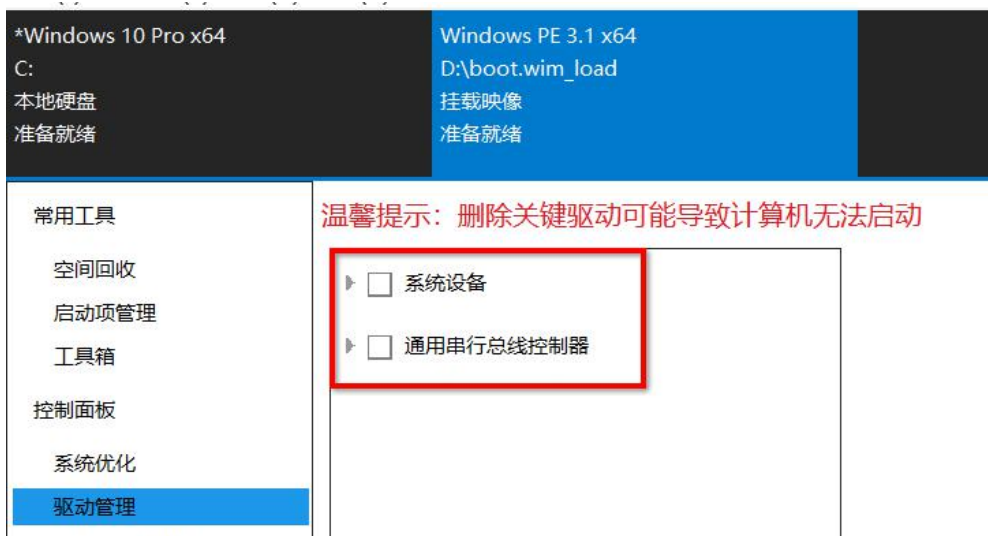 *Windows 10 Pro x64
C:
本地硬盘
准备就绪
Windows PE 3.1 x64
D:\boot.wim_load
挂载映像
准备就绪
常用工具
空间回收
启动项管理
工具箱
控制面板
系统优化
驱动管理
温馨提示：删除关键驱动可能导致计算机无法启动
系统设备
通用串行总线控制器